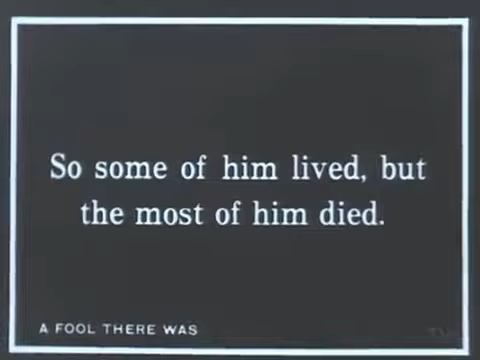 So some of him lived, but
the most of him died.
A FOOL THERE WAS